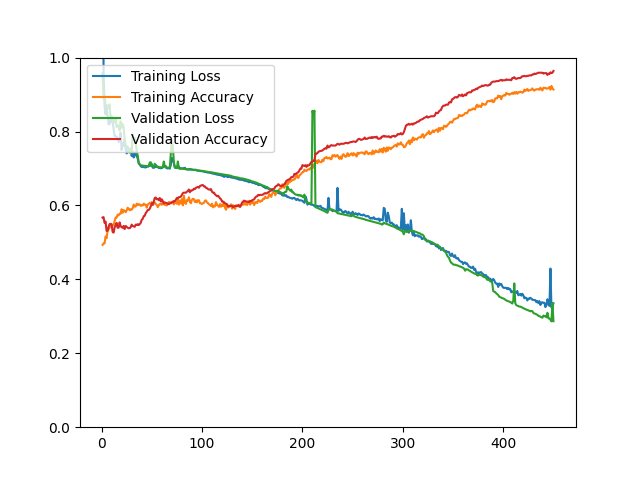 Training Loss
Training Accuracy
Validation Loss
Validation Accuracy
1.0
0.8
0.6
0.4
0.2
0.0
0 100 200 300 400